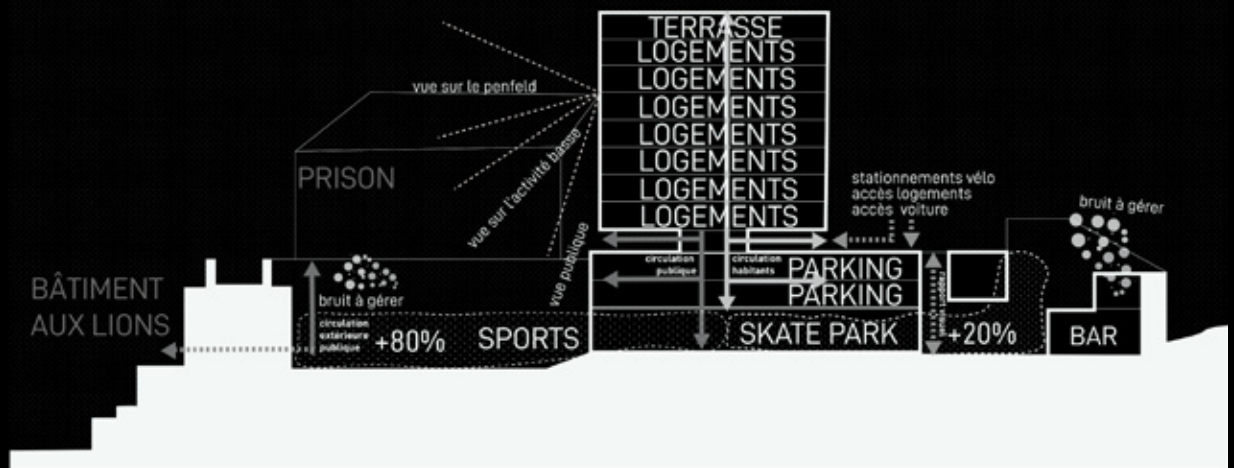 TERRASSE
LOGEMENTS
LOGEMENTS
LOGEMENTS
LOGEMENTS
LOGEMENTS
LOGEMENTS
LOGEMENTS
vue sur le penfeld
PRISON
vue sur l'activité basse
vue publique
stationnements vélo
accès logements
accès voiture
bruit à gérer
circulation
publique
circulation
habitants
PARKING
PARKING
BÂTIMENT
AUX LIONS
bruit à gérer
circulation
extérieure
publique
+80%
SPORTS
SKATE PARK
rapport visuel
+20%
BAR